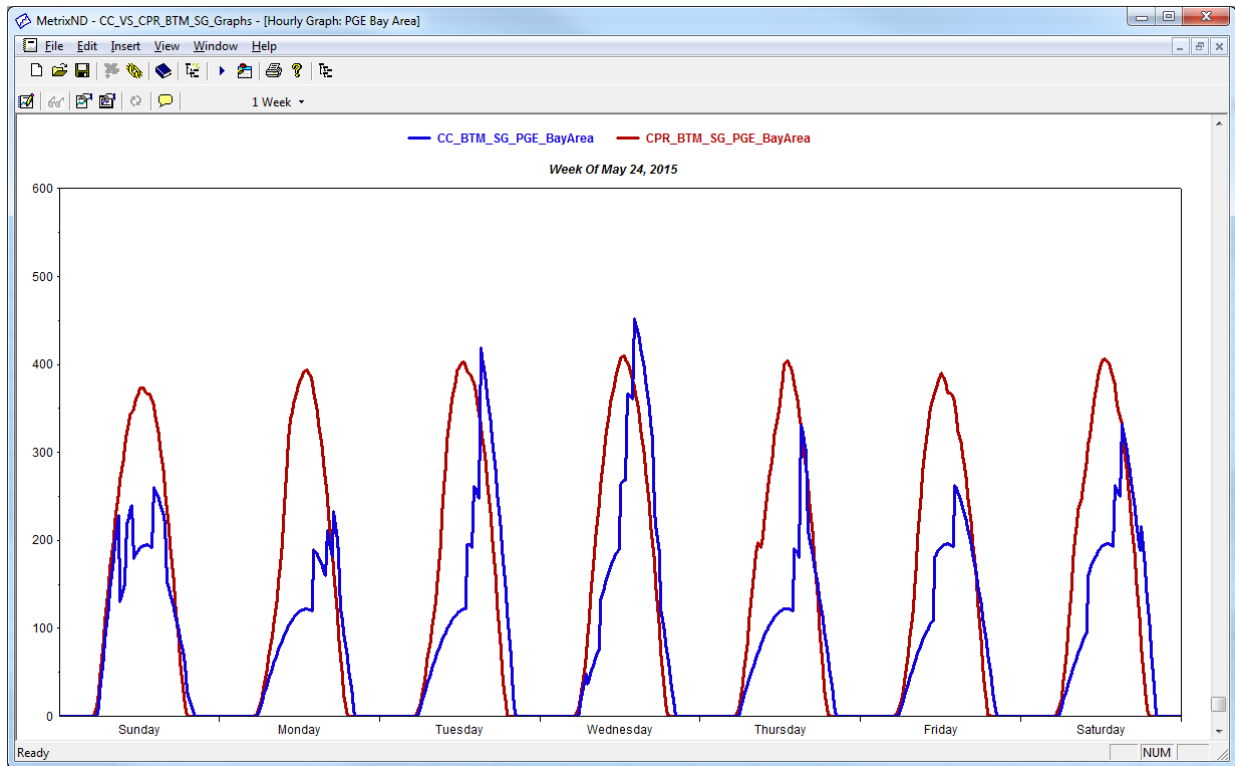 MetrixND - CC_VS_CPR_BTM_SG_Graphs - [Hourly Graph: PGE Bay Area]
File Edit Insert View Window Help
1 Week
CC_BTM_SG_PGE_BayArea CPR_BTM_SG_PGE_BayArea
Week Of May 24, 2015
600
500
400
300
200
100
0
Sunday Monday Tuesday Wednesday Thursday Friday Saturday
Ready NUM